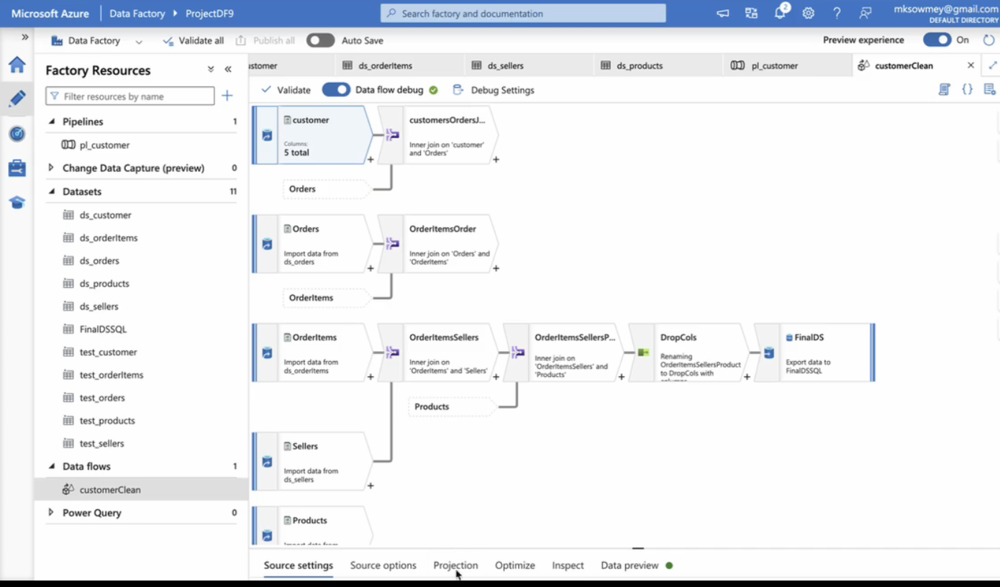 Microsoft Azure
Data Factory
ProjectDF9
Search factory and documentation
2
mksowmey@gmail.com
DEFAULT DIRECTORY
Data Factory
Validate all
Publish all
Auto Save
Preview experience
On
Factory Resources
ustomer
ds_orderItems
ds_sellers
ds_products
pl_customer
customerClean
Filter resources by name
Validate
Data flow debug
Debug Settings
Pipelines
1
pl_customer
Change Data Capture (preview)
0
Datasets
11
ds_customer
ds_orderItems
ds_orders
ds_products
ds_sellers
FinalDSSQL
test_customer
test_orderItems
test_orders
test_products
test_sellers
Data flows
1
customerClean
Power Query
0
customer
Columns:
5 total
customersOrdersJ...
Inner join on 'customer'
and 'Orders'
Orders
Orders
Import data from
ds_orders
OrderItemsOrder
Inner join on 'Orders' and
'OrderItems'
OrderItems
OrderItems
Import data from
ds_orderItems
OrderItemsSellers
Inner join on
'OrderItems' and 'Sellers'
OrderItemsSellersP...
Inner join on
'OrderItemsSellers' and
'Products'
DropCols
Renaming
OrderItemsSellersProduct
to DropCols with
FinalDS
Export data to
FinalDSSQL
Products
Sellers
Import data from
ds_sellers
Products
Source settings
Source options
Projection
Optimize
Inspect
Data preview